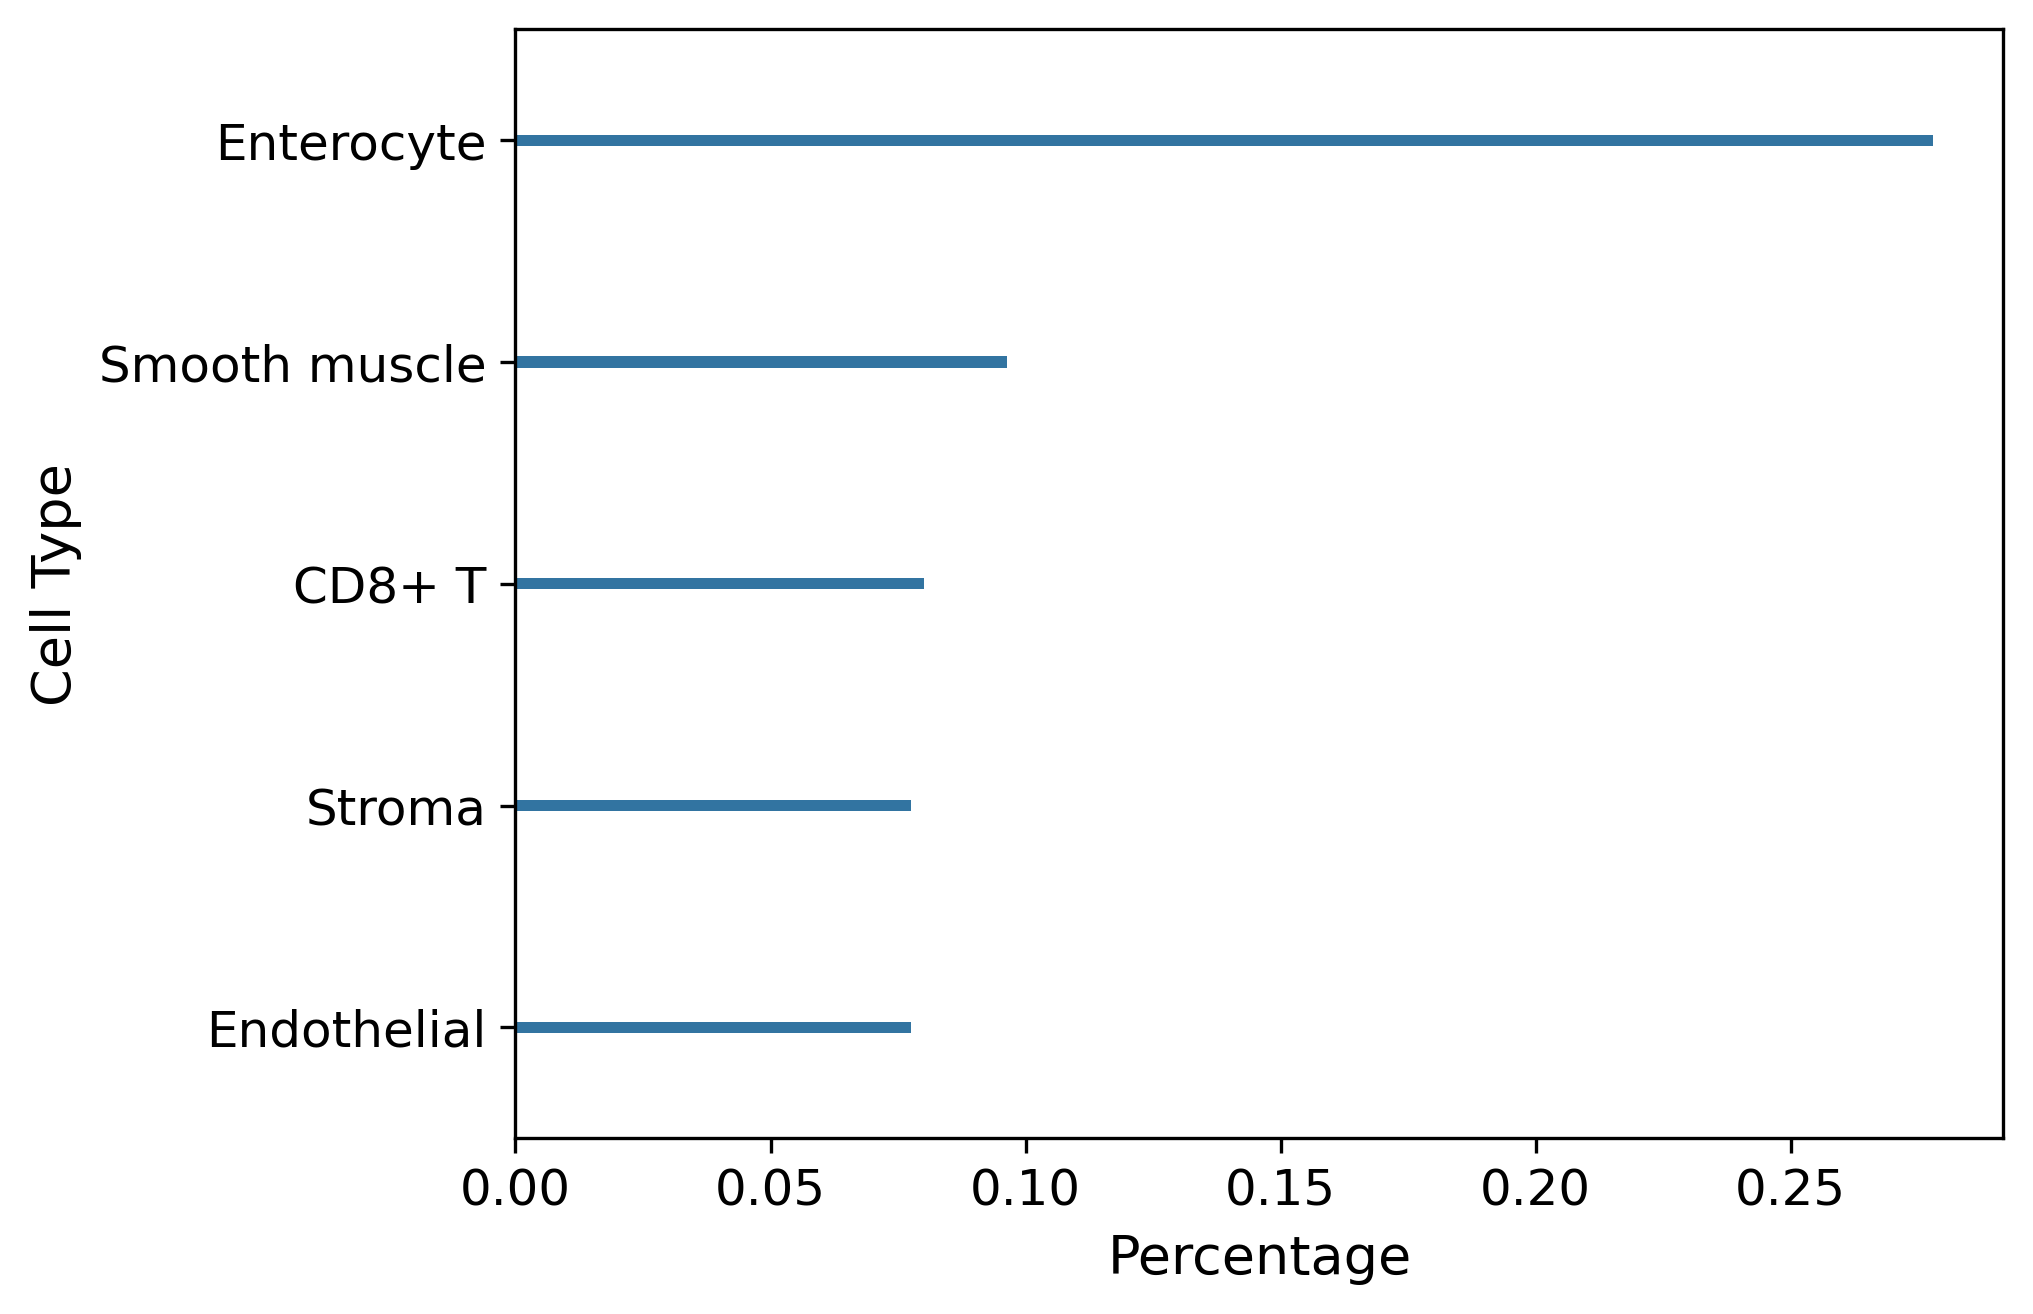 Enterocyte
Smooth muscle
CD8+ T
Stroma
Endothelial
Cell Type
0.00 0.05 0.10 0.15 0.20 0.25
Percentage